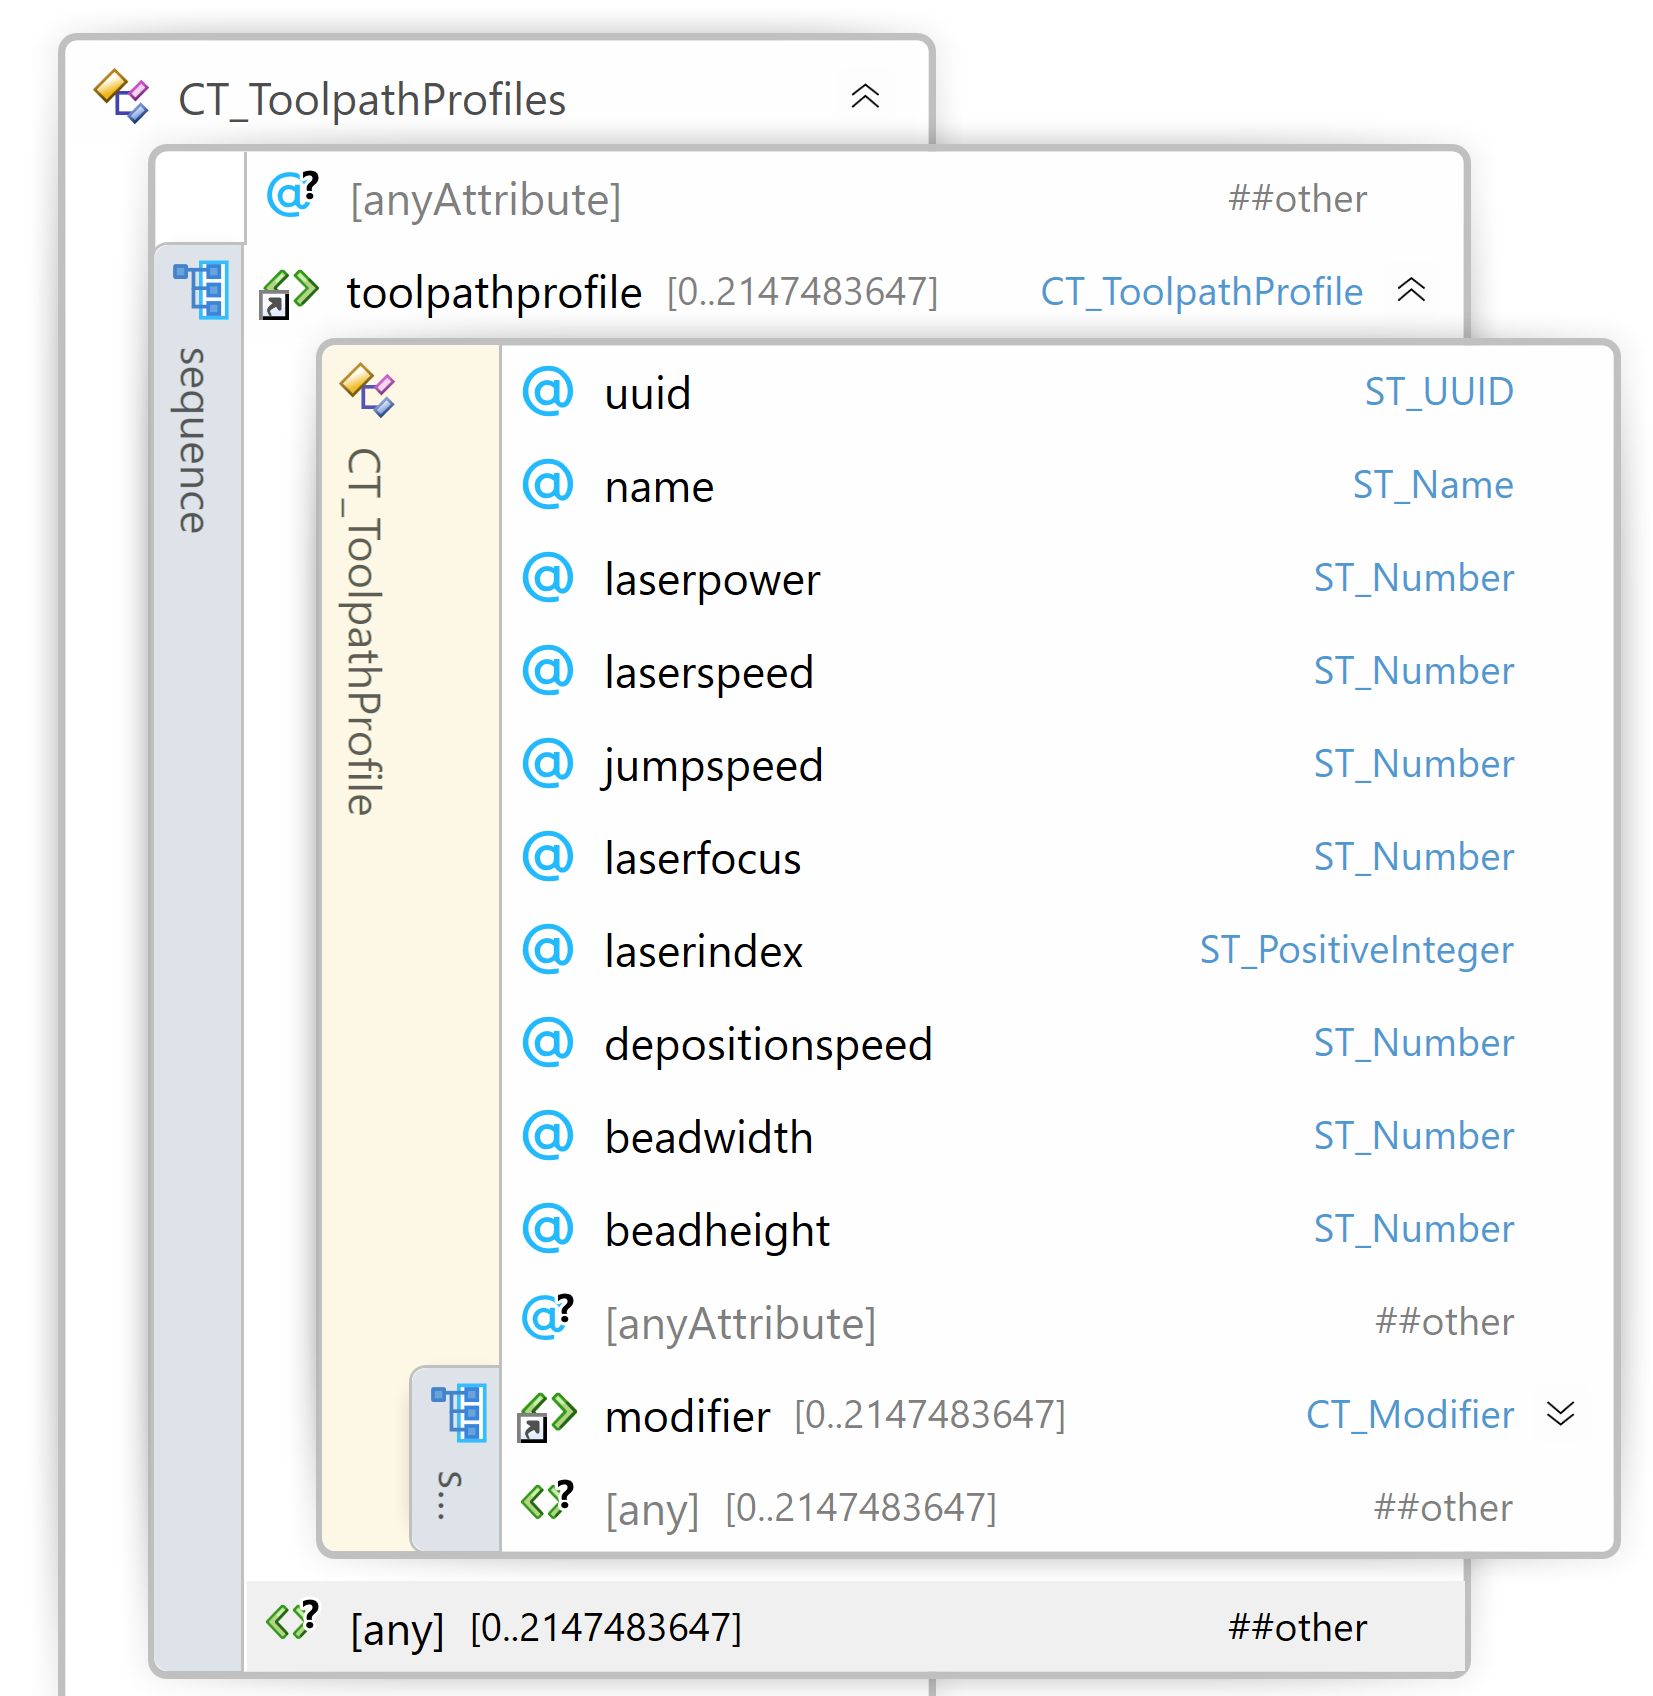 CT_ToolpathProfiles
[anyAttribute] ##other
sequence
toolpathprofile [0..2147483647] CT_ToolpathProfile
CT_ToolpathProfile
@ uuid ST_UUID
@ name ST_Name
@ laserpower ST_Number
@ laserspeed ST_Number
@ jumpspeed ST_Number
@ laserfocus ST_Number
@ laserindex ST_PositiveInteger
@ depositionspeed ST_Number
@ beadwidth ST_Number
@ beadheight ST_Number
@? [anyAttribute] ##other
s...
modifier [0..2147483647] CT_Modifier
[any] [0..2147483647] ##other
[any] [0..2147483647] ##other